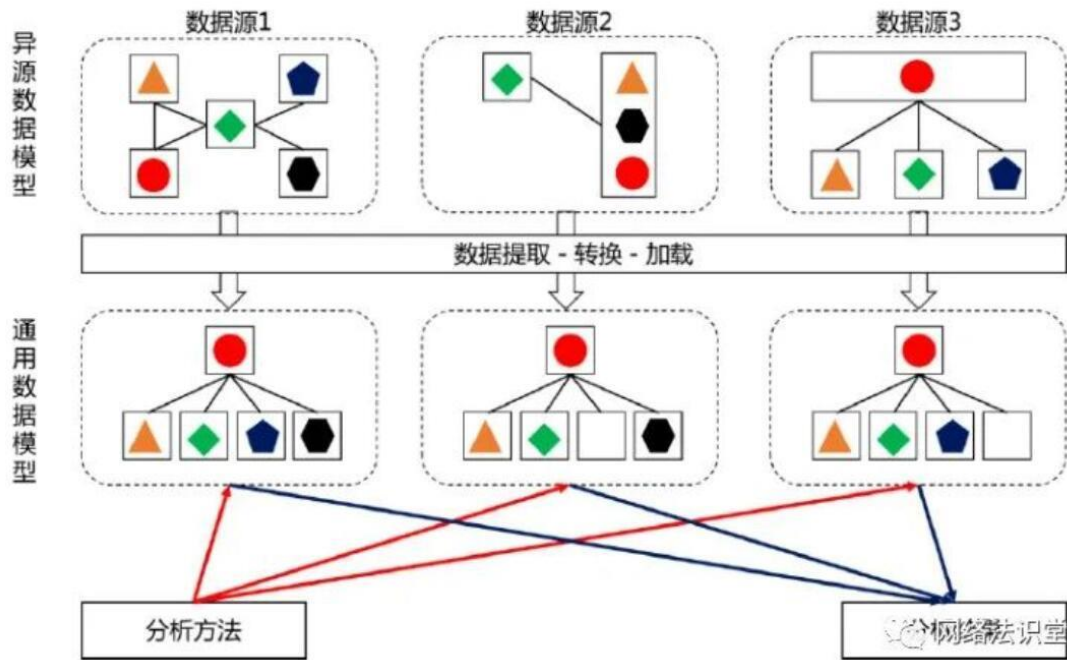 数据源1
数据源2
数据源3
异源数据模型
数据提取 - 转换 - 加载
通用数据模型
分析方法
分析
网络法识堂